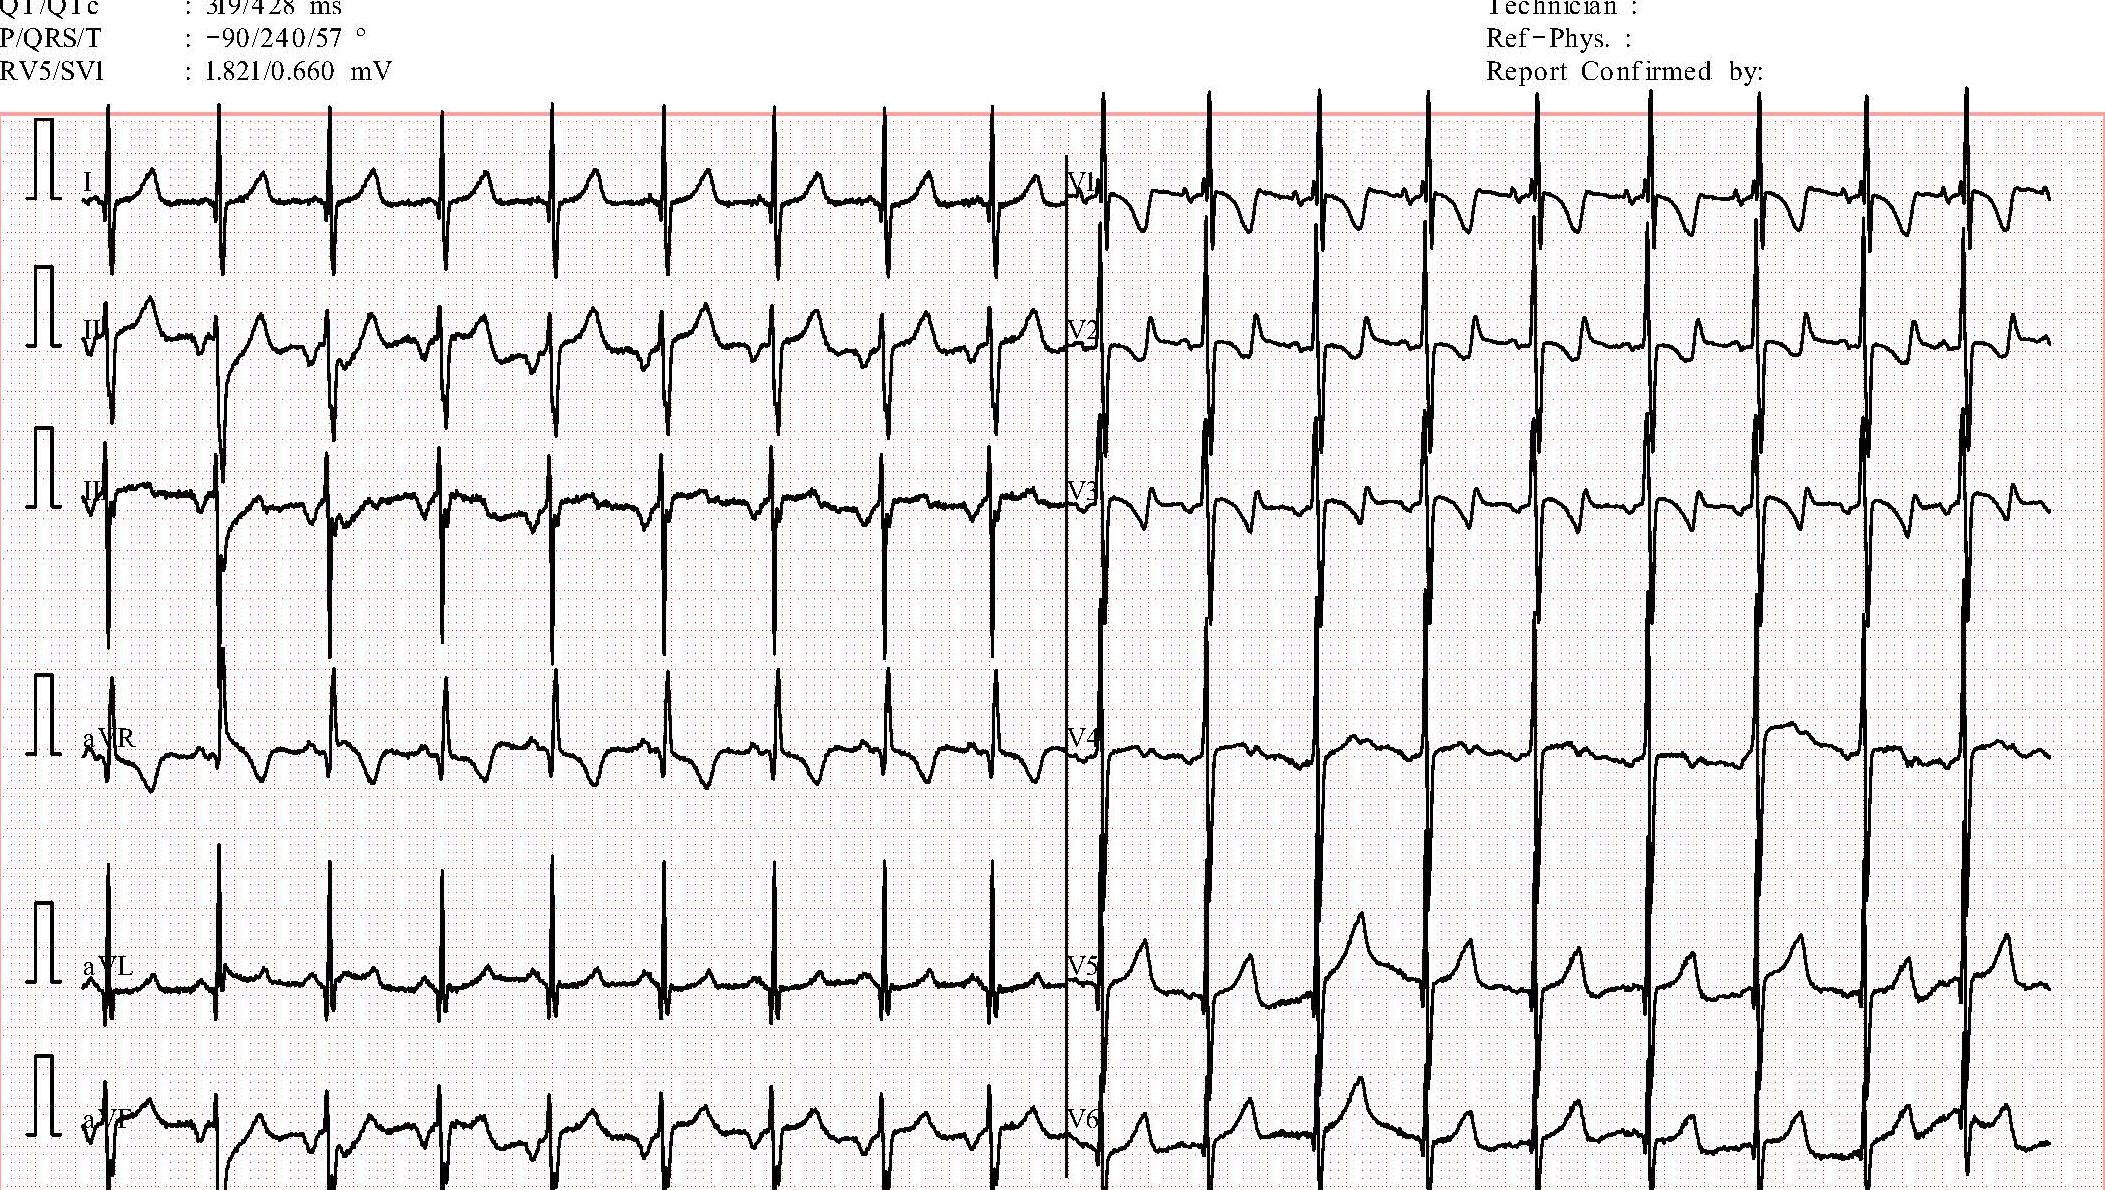 QT/QTc : 319/428 ms
P/QRS/T : -90/240/57 °
RV5/SV1 : 1.821/0.660 mV
Technician :
Ref-Phys. :
Report Confirmed by:
I
V1
II
V2
V3
aVR
V4
aVL
V5
aVF
V6